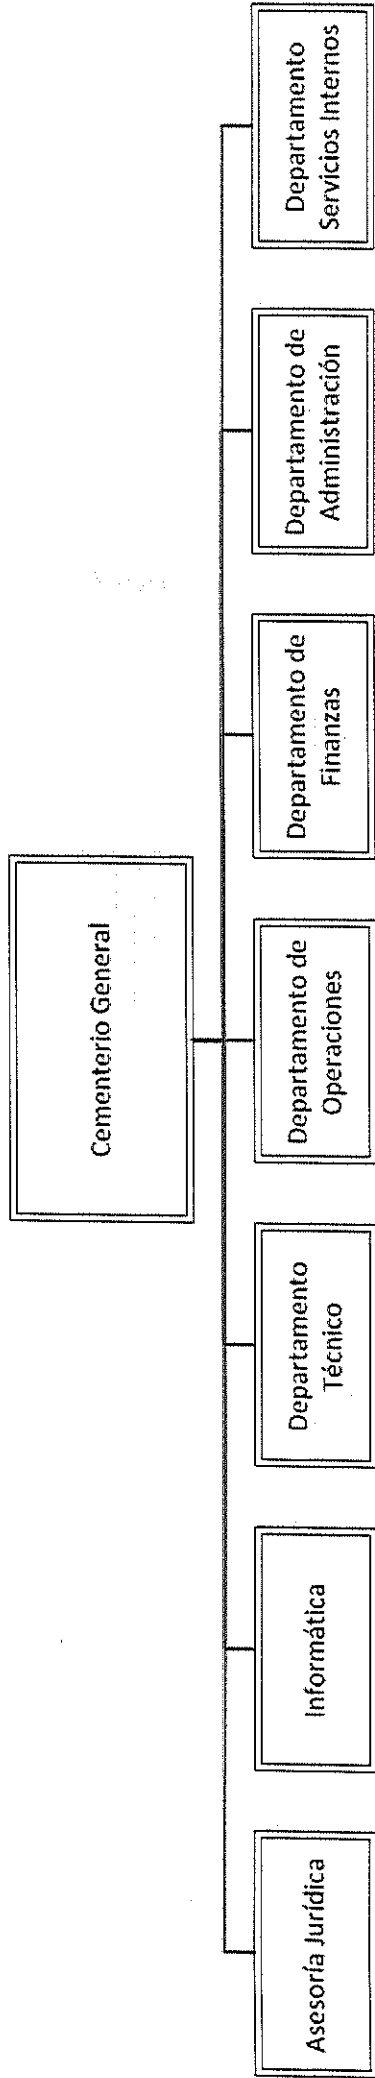 Cementerio General
Asesoría Jurídica
Informática
Departamento
Técnico
Departamento de
Operaciones
Departamento de
Finanzas
Departamento de
Administración
Departamento
Servicios Internos